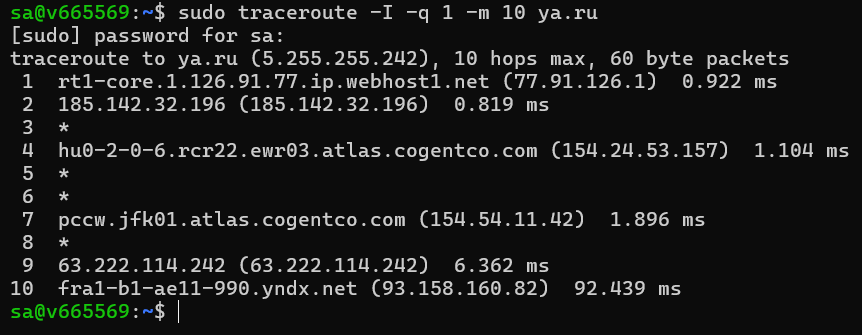 sa@v665569:~$ sudo traceroute -I -q 1 -m 10 ya.ru
[sudo] password for sa:
traceroute to ya.ru (5.255.255.242), 10 hops max, 60 byte packets
 1  rt1-core.1.126.91.77.ip.webhost1.net (77.91.126.1)  0.922 ms
 2  185.142.32.196 (185.142.32.196)  0.819 ms
 3  *
 4  hu0-2-0-6.rcr22.ewr03.atlas.cogentco.com (154.24.53.157)  1.104 ms
 5  *
 6  *
 7  pccw.jfk01.atlas.cogentco.com (154.54.11.42)  1.896 ms
 8  *
 9  63.222.114.242 (63.222.114.242)  6.362 ms
10  fra1-b1-ae11-990.yndx.net (93.158.160.82)  92.439 ms
sa@v665569:~$